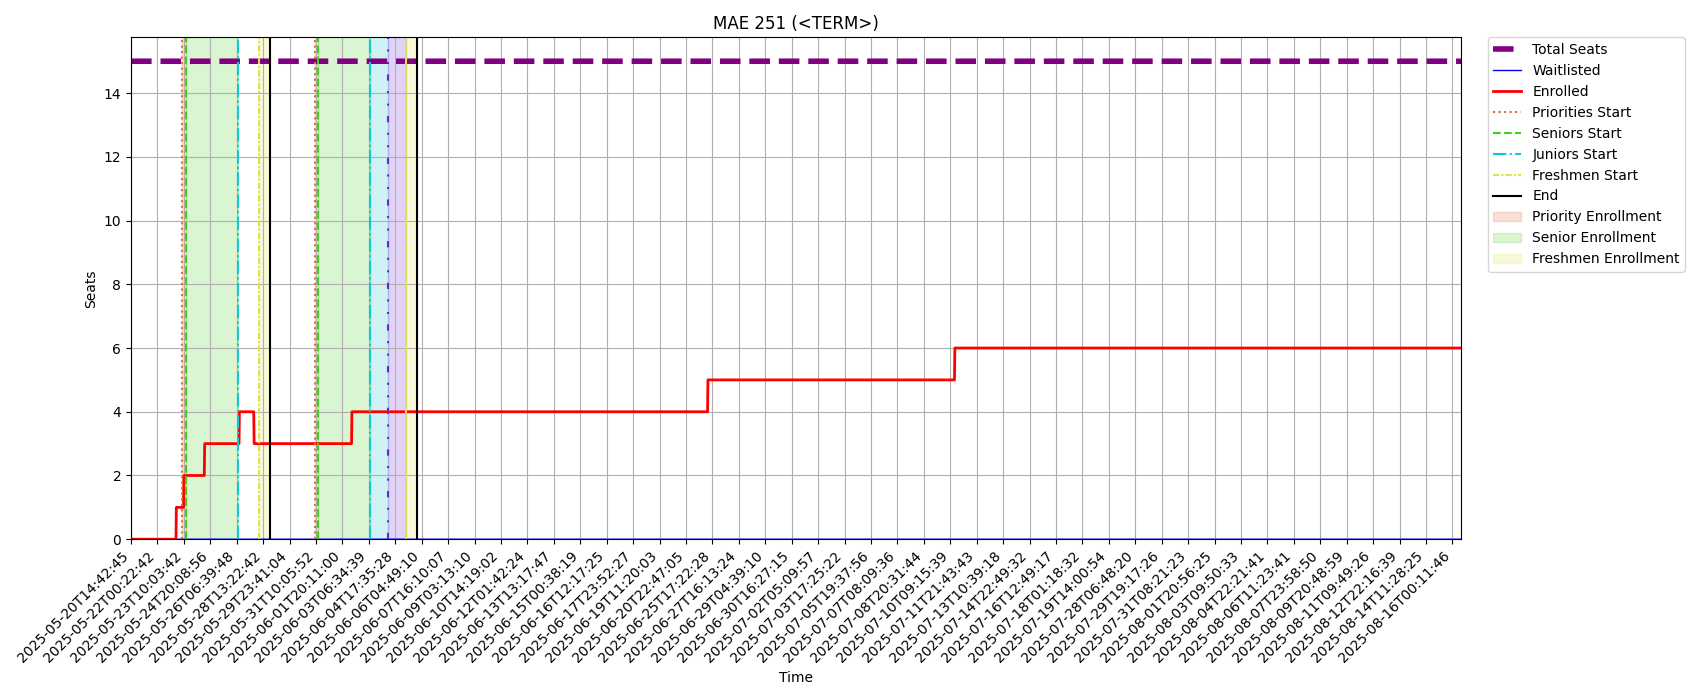 MAE 251 (<TERM>)
Total Seats
Waitlisted
Enrolled
Priorities Start
Seniors Start
Juniors Start
Freshmen Start
End
Priority Enrollment
Senior Enrollment
Freshmen Enrollment
Seats
14
12
10
8
6
4
2
0
2025-05-20T14:42:45
2025-05-22T00:22:42
2025-05-23T10:03:42
2025-05-24T20:08:56
2025-05-26T06:39:48
2025-05-28T13:22:42
2025-05-29T23:41:04
2025-05-31T10:05:52
2025-06-01T20:11:00
2025-06-03T06:34:39
2025-06-04T17:35:28
2025-06-06T04:49:10
2025-06-07T16:10:07
2025-06-09T03:13:10
2025-06-10T14:19:02
2025-06-12T01:42:24
2025-06-13T13:17:47
2025-06-15T00:38:19
2025-06-16T12:17:25
2025-06-17T23:52:27
2025-06-19T11:20:03
2025-06-20T22:47:05
2025-06-25T17:22:28
2025-06-27T16:13:24
2025-06-29T04:39:10
2025-06-30T16:27:15
2025-07-02T05:09:57
2025-07-03T17:25:22
2025-07-05T19:37:56
2025-07-07T08:09:36
2025-07-08T20:31:44
2025-07-10T09:15:39
2025-07-11T21:43:43
2025-07-13T10:39:18
2025-07-14T22:49:32
2025-07-16T12:49:17
2025-07-18T01:18:32
2025-07-19T14:00:54
2025-07-28T06:48:20
2025-07-29T19:17:26
2025-07-31T08:21:23
2025-08-01T20:56:25
2025-08-03T09:50:33
2025-08-04T22:21:41
2025-08-06T11:23:41
2025-08-07T23:58:50
2025-08-09T20:48:59
2025-08-11T09:49:26
2025-08-12T22:16:39
2025-08-14T11:28:25
2025-08-16T00:11:46
Time